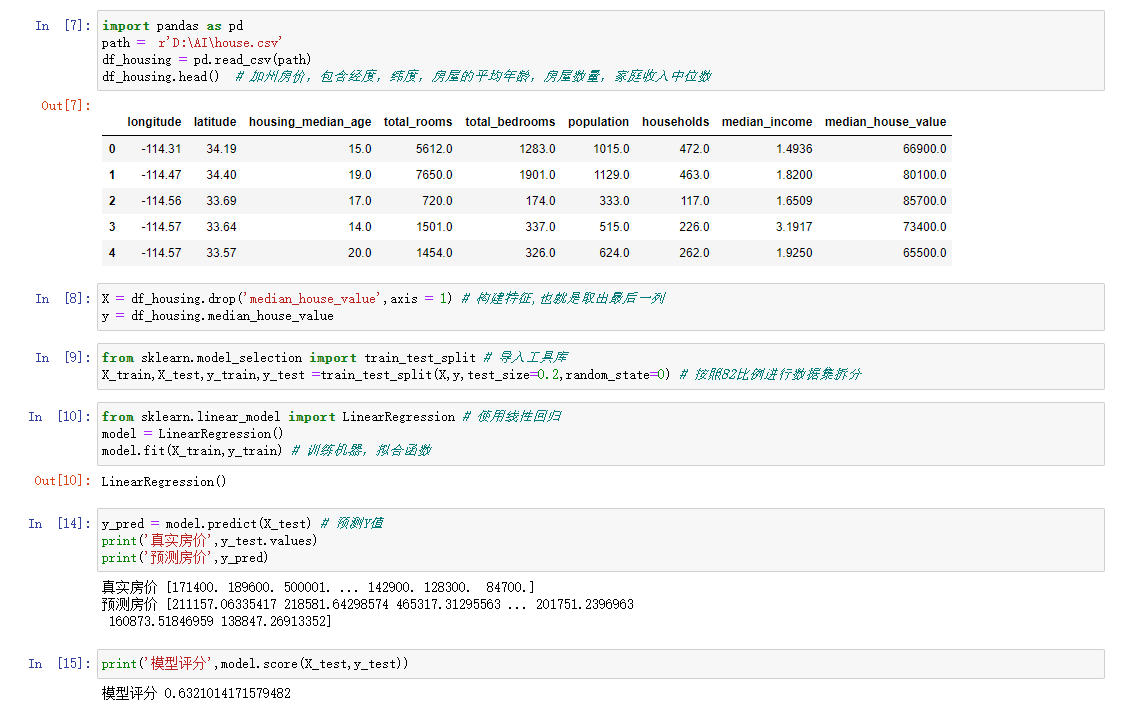 In [7]: import pandas as pd
path = r'D:\AI\house.csv'
df_housing = pd.read_csv(path)
df_housing.head() # 加州房价，包含经度，纬度，房屋的平均年龄，房屋数量，家庭收入中位数
Out[7]:
longitude latitude housing_median_age total_rooms total_bedrooms population households median_income median_house_value
0 -114.31 34.19 15.0 5612.0 1283.0 1015.0 472.0 1.4936 66900.0
1 -114.47 34.40 19.0 7650.0 1901.0 1129.0 463.0 1.8200 80100.0
2 -114.56 33.69 17.0 720.0 174.0 333.0 117.0 1.6509 85700.0
3 -114.57 33.64 14.0 1501.0 337.0 515.0 226.0 3.1917 73400.0
4 -114.57 33.57 20.0 1454.0 326.0 624.0 262.0 1.9250 65500.0
In [8]: X = df_housing.drop('median_house_value',axis = 1) # 构建特征,也就是取出最后一列
y = df_housing.median_house_value
In [9]: from sklearn.model_selection import train_test_split # 导入工具库
X_train,X_test,y_train,y_test =train_test_split(X,y,test_size=0.2,random_state=0) # 按照82比例进行数据集拆分
In [10]: from sklearn.linear_model import LinearRegression # 使用线性回归
model = LinearRegression()
model.fit(X_train,y_train) # 训练机器，拟合函数
Out[10]: LinearRegression()
In [14]: y_pred = model.predict(X_test) # 预测Y值
print('真实房价',y_test.values)
print('预测房价',y_pred)
真实房价 [171400. 189600. 500001. ... 142900. 128300.  84700.]
预测房价 [211157.06335417 218581.64298574 465317.31295563 ... 201751.2396963
160873.51846959 138847.26913352]
In [15]: print('模型评分',model.score(X_test,y_test))
模型评分 0.6321014171579482